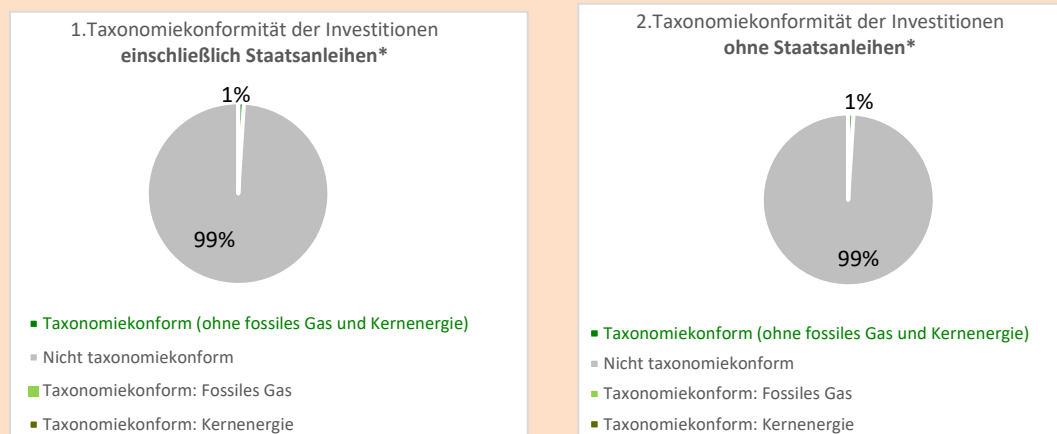 1.Taxonomiekonformität der Investitionen
einschließlich Staatsanleihen*
1%
99%
Taxonomiekonform (ohne fossiles Gas und Kernenergie)
Nicht taxonomiekonform
Taxonomiekonform: Fossiles Gas
Taxonomiekonform: Kernenergie
2.Taxonomiekonformität der Investitionen
ohne Staatsanleihen*
1%
99%
Taxonomiekonform (ohne fossiles Gas und Kernenergie)
Nicht taxonomiekonform
Taxonomiekonform: Fossiles Gas
Taxonomiekonform: Kernenergie